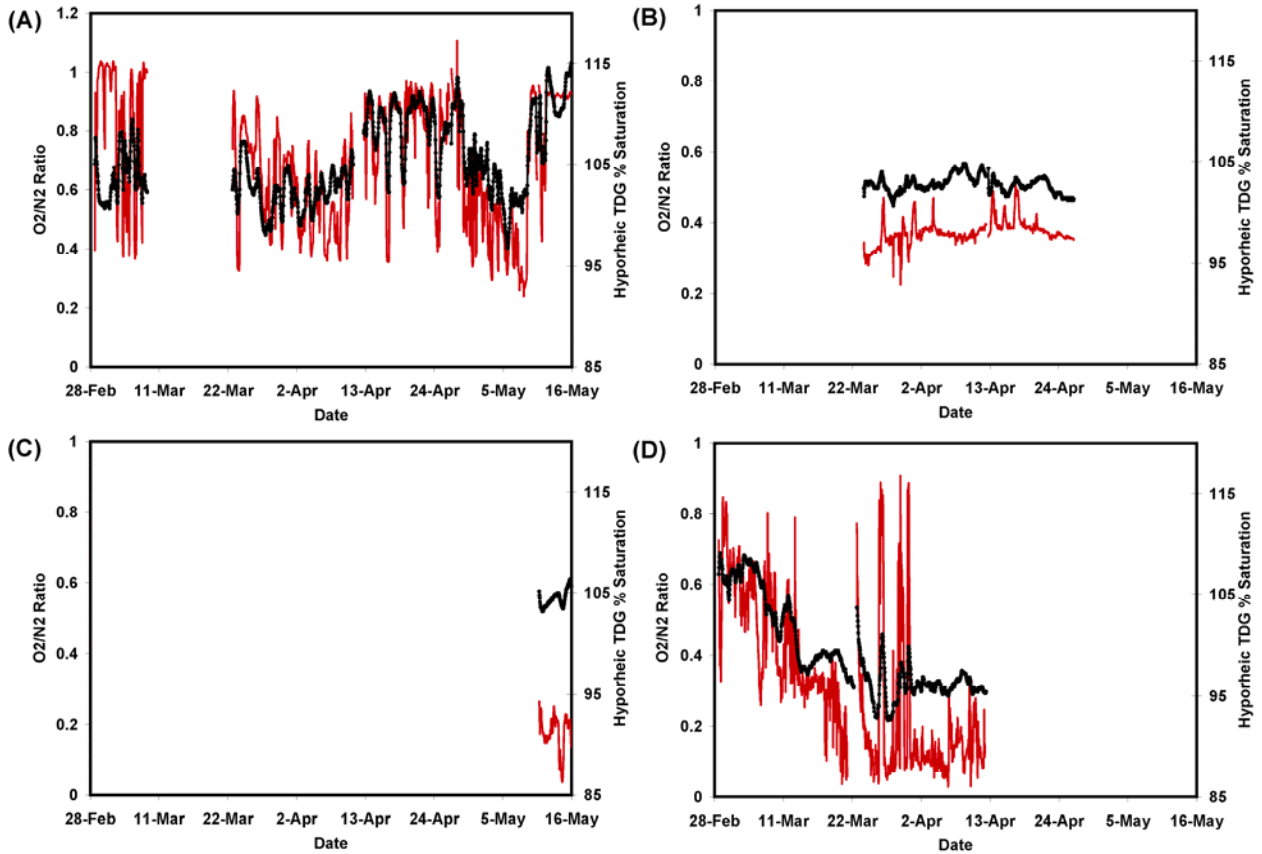 (A)
1.2
1
0.8
0.6
0.4
0.2
0
O2/N2 Ratio
115
105
95
85
Hyporheic TDG % Saturation
28-Feb 11-Mar 22-Mar 2-Apr 13-Apr 24-Apr 5-May 16-May
Date
(B)
1
0.8
0.6
0.4
0.2
0
O2/N2 Ratio
115
105
95
85
Hyporheic TDG % Saturation
28-Feb 11-Mar 22-Mar 2-Apr 13-Apr 24-Apr 5-May 16-May
Date
(C)
1
0.8
0.6
0.4
0.2
0
O2/N2 Ratio
115
105
95
85
Hyporheic TDG % Saturation
28-Feb 11-Mar 22-Mar 2-Apr 13-Apr 24-Apr 5-May 16-May
Date
(D)
1
0.8
0.6
0.4
0.2
0
O2/N2 Ratio
115
105
95
85
Hyporheic TDG % Saturation
28-Feb 11-Mar 22-Mar 2-Apr 13-Apr 24-Apr 5-May 16-May
Date